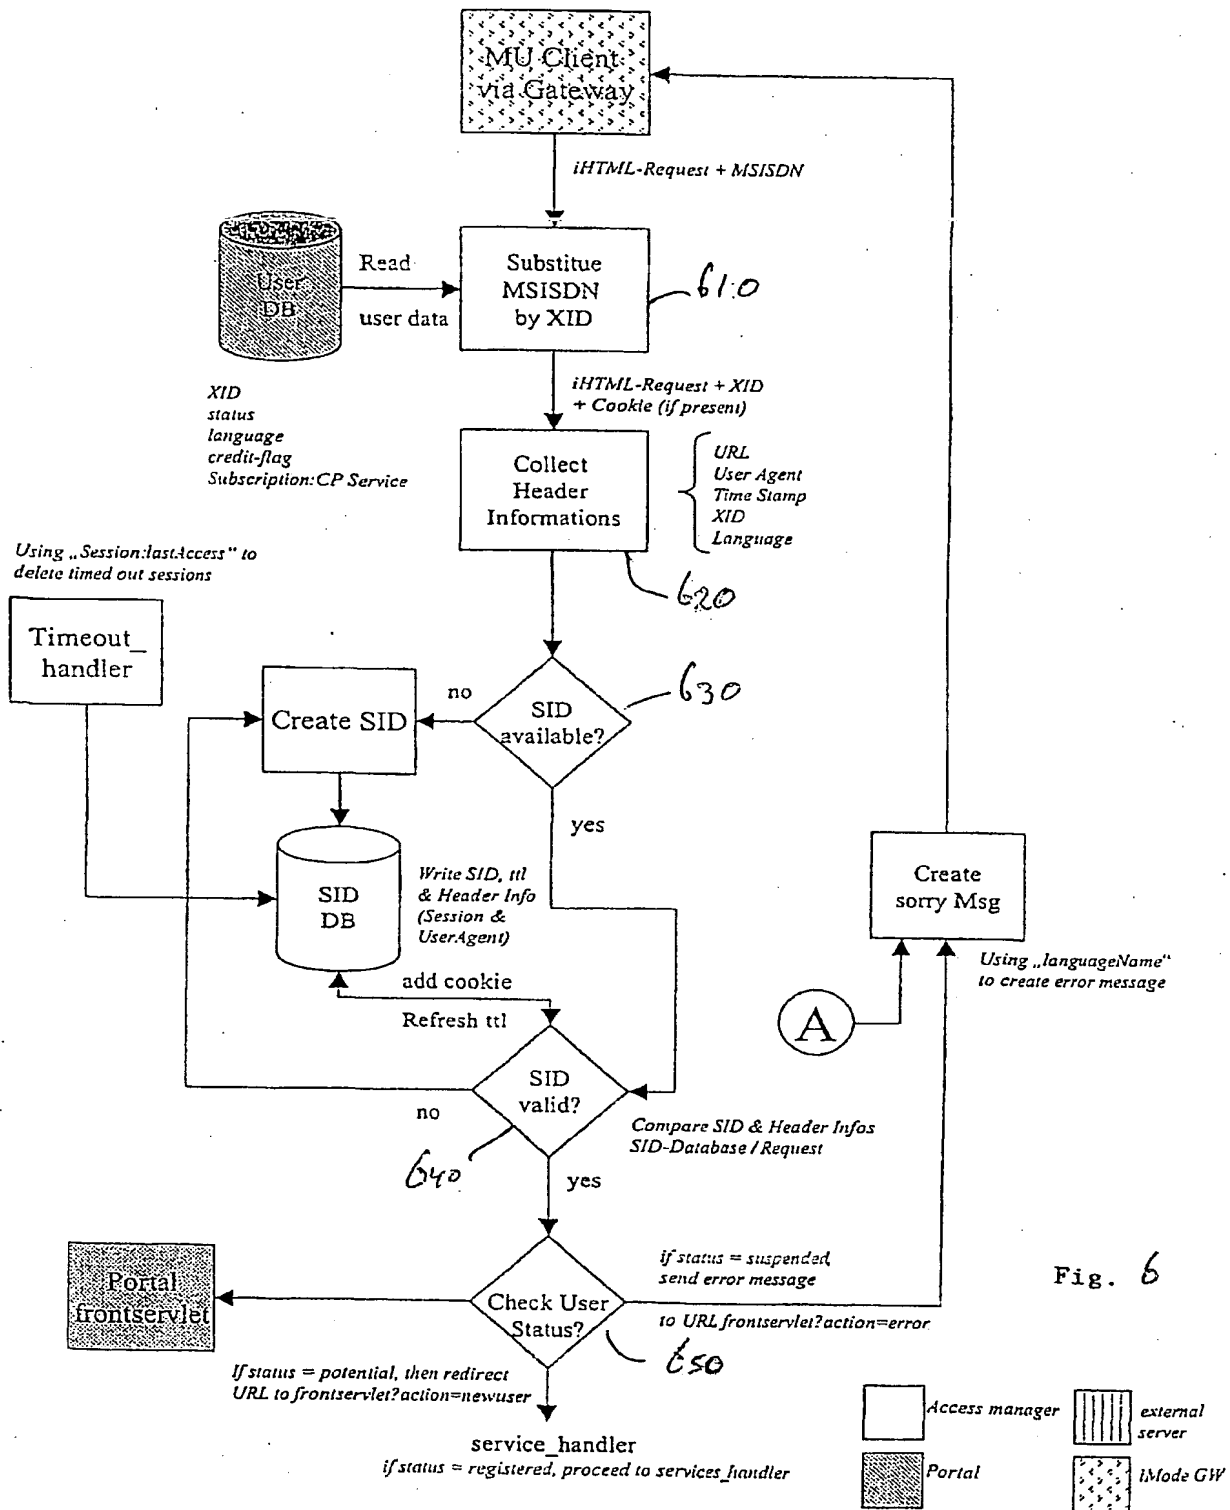 MU Client
via Gateway
iHTML-Request + MSISDN
User
DB
Read
user data
Substitue
MSISDN
by XID
610
XID
status
language
credit-flag
Subscription:CP Service
iHTML-Request + XID
+ Cookie (if present)
Collect
Header
Informations
URL
User Agent
Time Stamp
XID
Language
620
Using „Session:lastAccess" to
delete timed out sessions
Timeout_
handler
Create SID
no
SID
available?
630
yes
SID
DB
Write SID, ttl
& Header Info
(Session &
UserAgent)
add cookie
Refresh ttl
Create
sorry Msg
Using „languageName"
to create error message
A
SID
valid?
no
640
yes
Compare SID & Header Infos
SID-Database / Request
Portal
frontservlet
Check User
Status?
650
if status = suspended,
send error message
to URL frontservlet?action=error
Fig. 6
If status = potential, then redirect
URL to frontservlet?action=newuser
service_handler
if status = registered, proceed to services_handler
Access manager
external
server
Portal
iMode GW